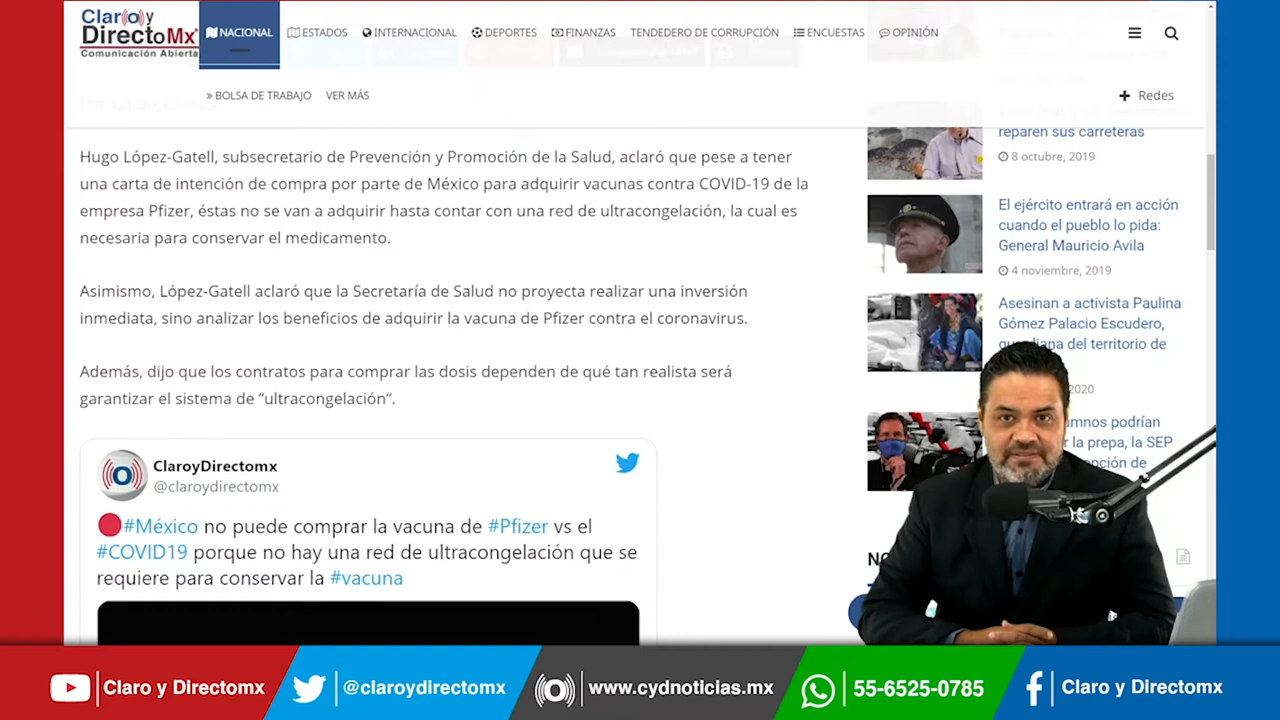 Claro y
DirectoMx
Comunicación Abierta
NACIONAL
ESTADOS
INTERNACIONAL
DEPORTES
FINANZAS
TENDEDERO DE CORRUPCIÓN
ENCUESTAS
OPINIÓN
BOLSA DE TRABAJO
VER MÁS
Redes
Hugo López-Gatell, subsecretario de Prevención y Promoción de la Salud, aclaró que pese a tener
una carta de intención de compra por parte de México para adquirir vacunas contra COVID-19 de la
empresa Pfizer, éstas no se van a adquirir hasta contar con una red de ultracongelación, la cual es
necesaria para conservar el medicamento.
Asimismo, López-Gatell aclaró que la Secretaría de Salud no proyecta realizar una inversión
inmediata, sino analizar los beneficios de adquirir la vacuna de Pfizer contra el coronavirus.
Además, dijo que los contratos para comprar las dosis dependen de qué tan realista será
garantizar el sistema de “ultracongelación”.
ClaroyDirectomx
@claroydirectomx
#México no puede comprar la vacuna de #Pfizer vs el
#COVID19 porque no hay una red de ultracongelación que se
requiere para conservar la #vacuna
reparen sus carreteras
8 octubre, 2019
El ejército entrará en acción
cuando el pueblo lo pida:
General Mauricio Avila
4 noviembre, 2019
Asesinan a activista Paulina
Gómez Palacio Escudero,
del territorio de
2020
podrían
la prepa, la SEP
de
Claro y Directomx
@claroydirectomx
www.cydnoticias.mx
55-6525-0785
Claro y Directomx